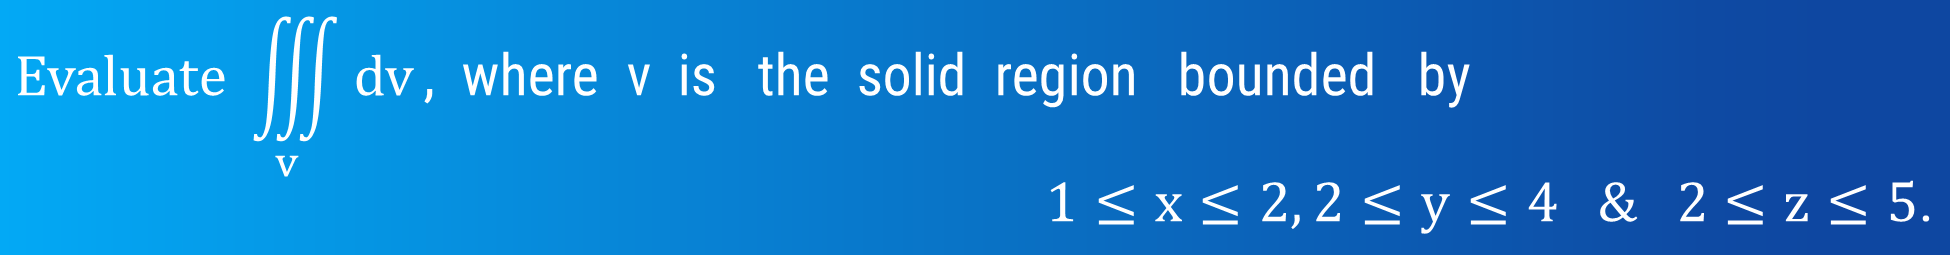 Evaluate ∭ dv, where v is the solid region bounded by
v
1 ≤ x ≤ 2, 2 ≤ y ≤ 4 & 2 ≤ z ≤ 5.